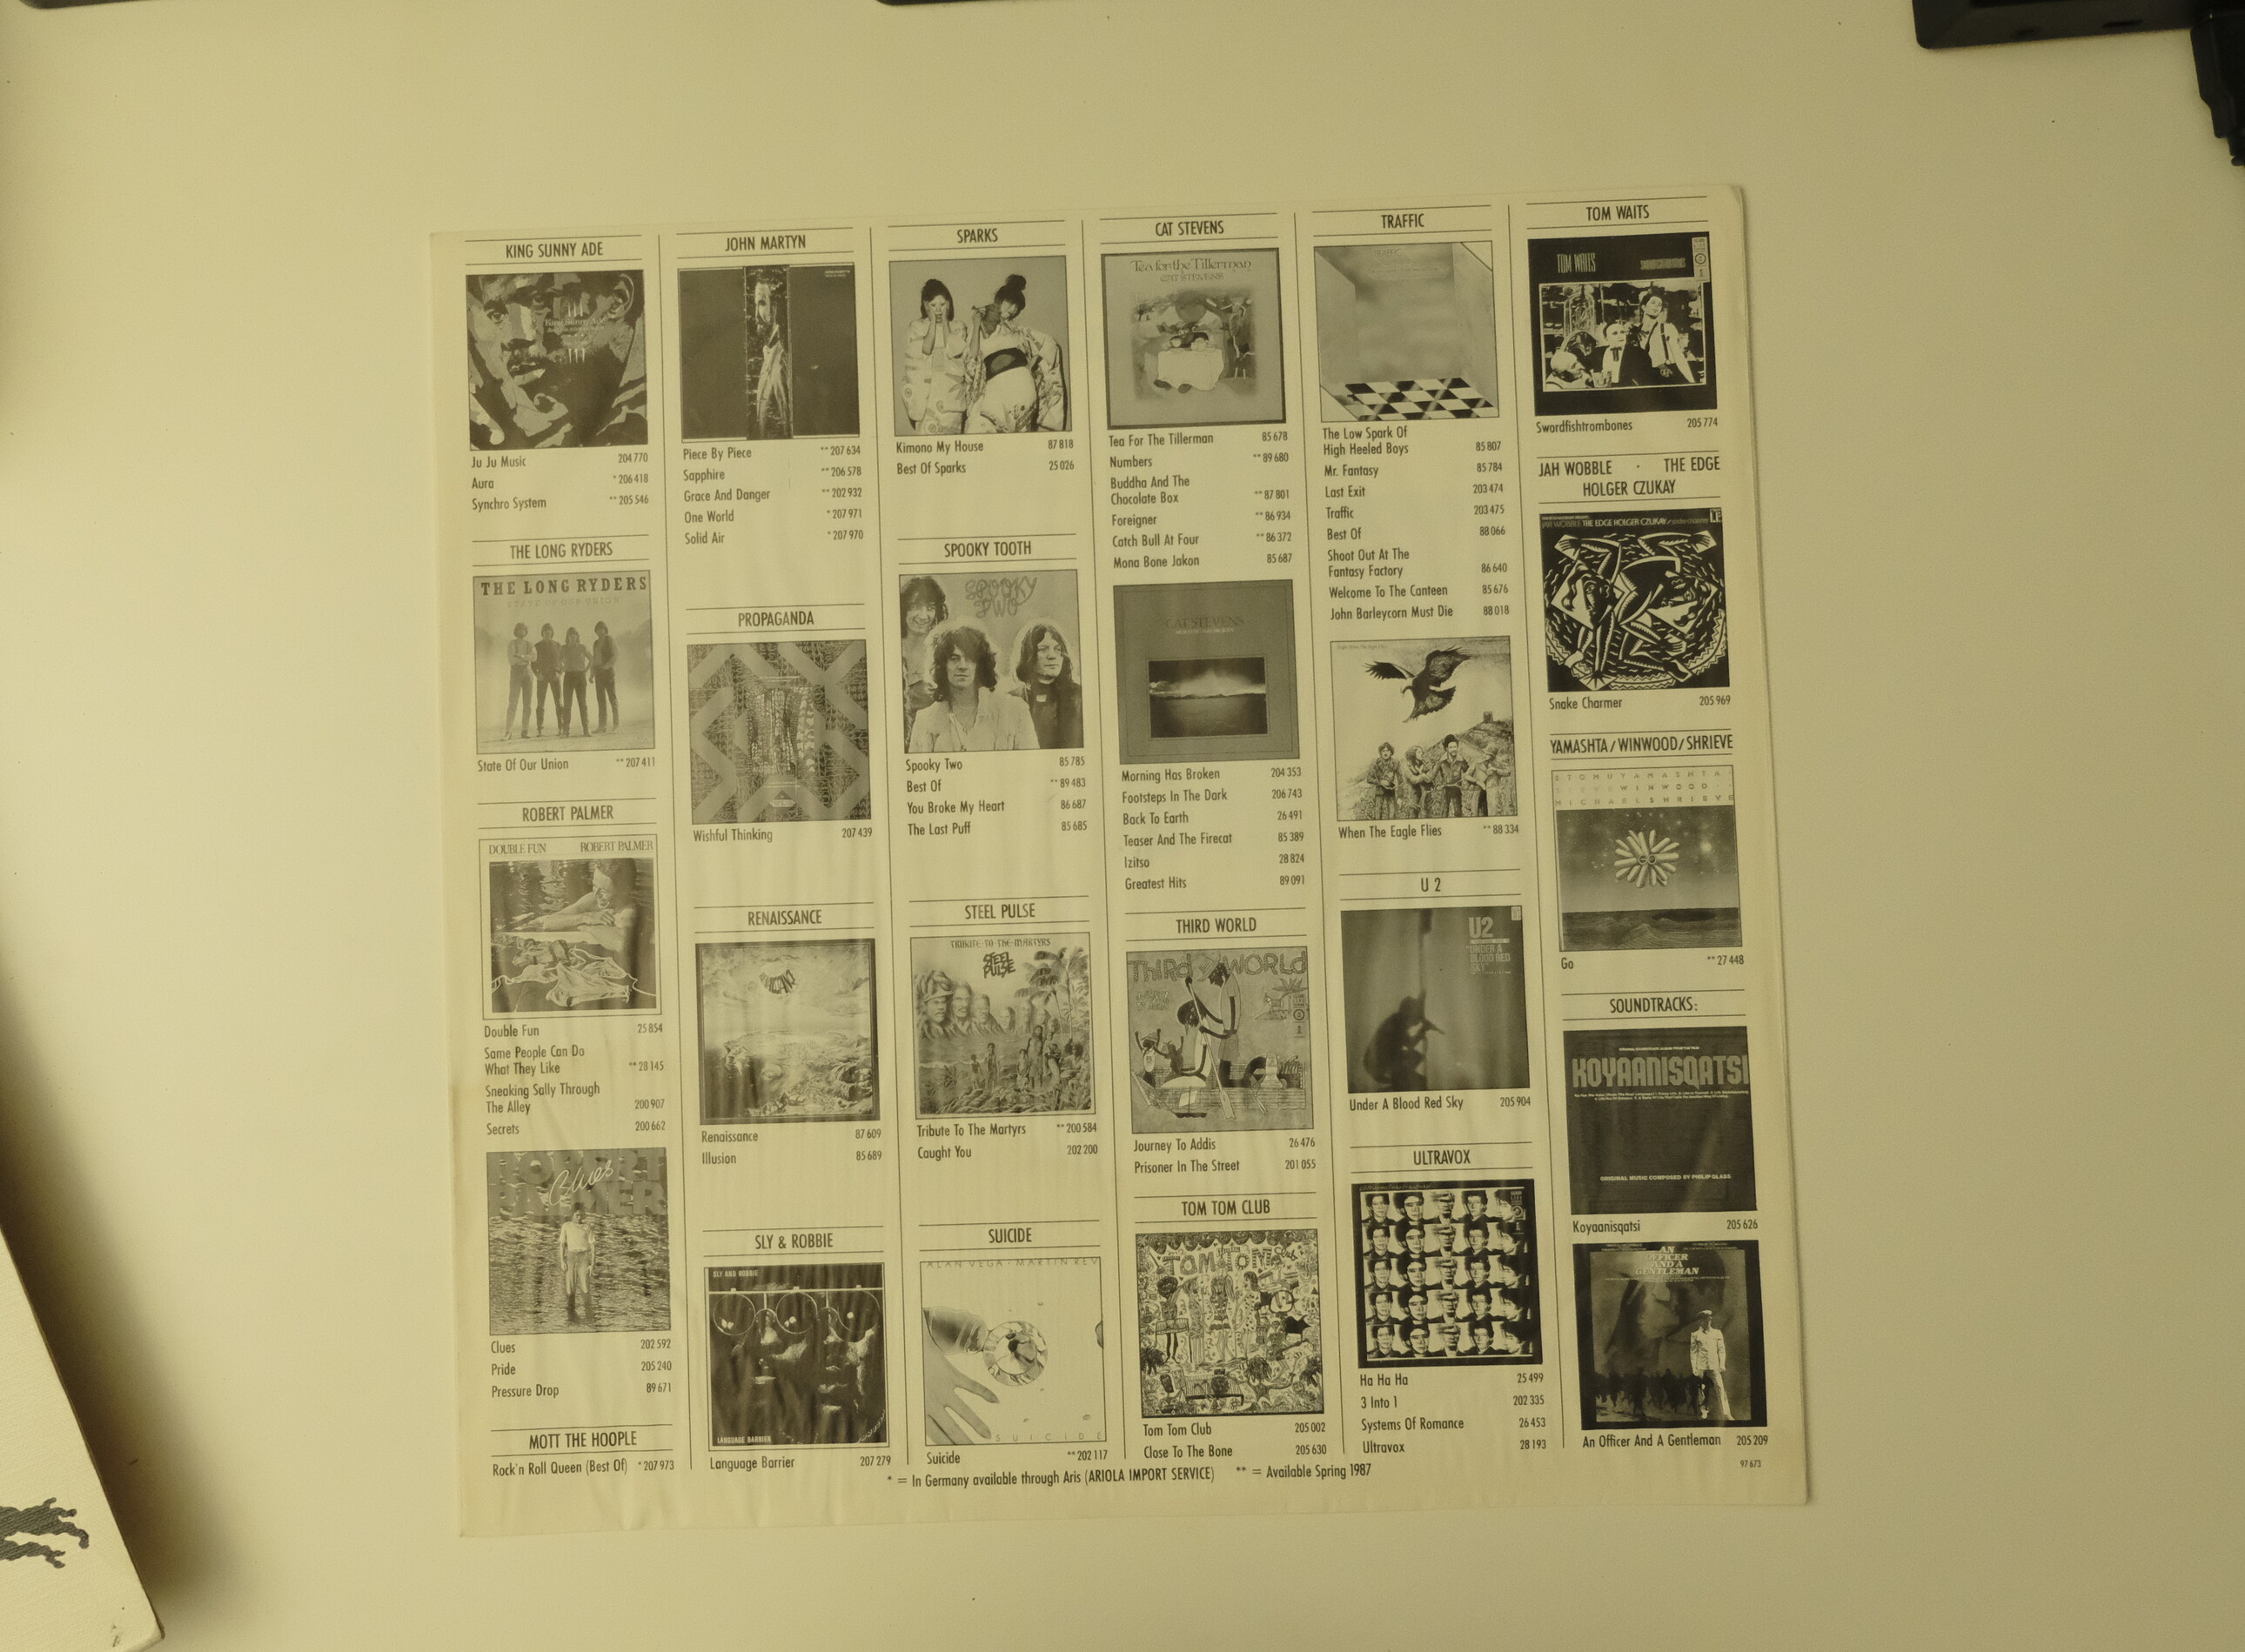 KING SUNNY ADE
King Sunny Adé
Ju Ju Music 204 770
Aura * 206 418
Synchro System ** 205 546
THE LONG RYDERS
THE LONG RYDERS
STATE OF OUR UNION
State Of Our Union ** 207 411
ROBERT PALMER
DOUBLE FUN ROBERT PALMER
Double Fun 25 854
Some People Can Do
What They Like ** 28 145
Sneaking Sally Through
The Alley 200 907
Secrets 200 662
ROBERT
PALMER
Clues
Clues 202 592
Pride 205 240
Pressure Drop 89 671
MOTT THE HOOPLE
Rock'n Roll Queen (Best Of) * 207 973
JOHN MARTYN
Piece By Piece ** 207 634
Sapphire ** 206 578
Grace And Danger ** 202 932
One World * 207 971
Solid Air * 207 970
PROPAGANDA
Wishful Thinking 207 439
RENAISSANCE
Renaissance 87 609
Illusion 85 689
SLY & ROBBIE
SLY AND ROBBIE
LANGUAGE BARRIER
Language Barrier 207 279
SPARKS
Kimono My House 87 818
Best Of Sparks 25 026
SPOOKY TOOTH
SPOOKY
TWO
Spooky Two 85 785
Best Of ** 89 483
You Broke My Heart 86 687
The Last Puff 85 685
STEEL PULSE
TRIBUTE TO THE MARTYRS
STEEL
PULSE
Tribute To The Martyrs ** 200 584
Caught You 202 200
SUICIDE
ALAN VEGA · MARTIN REV
SUICIDE
Suicide ** 202 117
CAT STEVENS
Tea for the Tillerman
CAT STEVENS
Tea For The Tillerman 85 678
Numbers ** 89 680
Buddha And The
Chocolate Box ** 87 801
Foreigner ** 86 934
Catch Bull At Four ** 86 372
Mona Bone Jakon 85 687
CAT STEVENS
MORNING HAS BROKEN
Morning Has Broken 204 353
Footsteps In The Dark 206 743
Back To Earth 26 491
Teaser And The Firecat 85 389
Izitso 28 824
Greatest Hits 89 091
THIRD WORLD
THIRD WORLD
Journey To Addis 26 476
Prisoner In The Street 201 055
TOM TOM CLUB
TOM TOM Club
Tom Tom Club 205 002
Close To The Bone 205 630
TRAFFIC
The Low Spark Of
High Heeled Boys 85 807
Mr. Fantasy 85 784
Last Exit 203 474
Traffic 203 475
Best Of 88 066
Shoot Out At The
Fantasy Factory 86 640
Welcome To The Canteen 85 676
John Barleycorn Must Die 88 018
When The Eagle Flies ** 88 334
U 2
U2
UNDER A
BLOOD RED
SKY
Under A Blood Red Sky 205 904
ULTRAVOX
Ha Ha Ha 25 499
3 Into 1 202 335
Systems Of Romance 26 453
Ultravox 28 193
TOM WAITS
TOM WAITS
Swordfishtrombones 205 774
JAH WOBBLE · THE EDGE
HOLGER CZUKAY
JAH WOBBLE THE EDGE HOLGER CZUKAY
Snake Charmer 205 969
YAMASHTA/WINWOOD/SHRIEVE
STOMU YAMASHTA
STEVE WINWOOD
MICHAEL SHRIEVE
GO
Go ** 27 448
SOUNDTRACKS:
KOYAANISQATSI
ORIGINAL MUSIC COMPOSED BY PHILIP GLASS
Koyaanisqatsi 205 626
AN
OFFICER
AND A
GENTLEMAN
An Officer And A Gentleman 205 209
97 673
* = In Germany available through Aris (ARIOLA IMPORT SERVICE) ** = Available Spring 1987